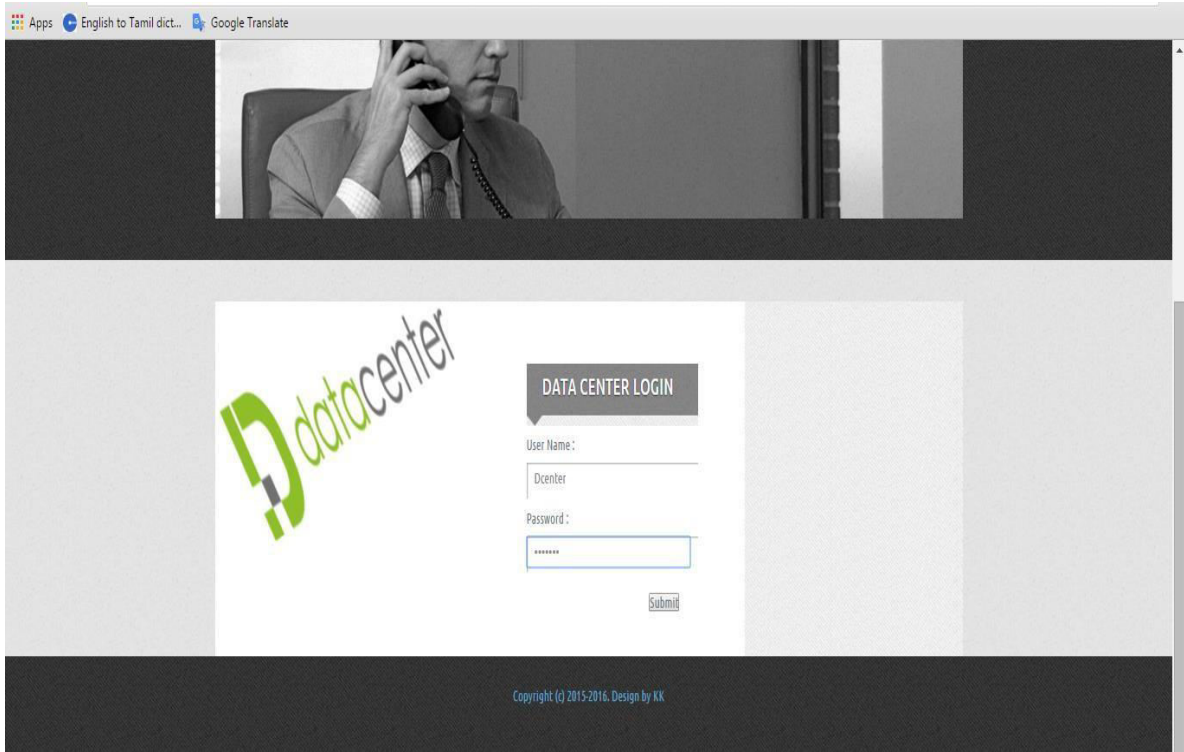 Apps English to Tamil dict... Google Translate
datacenter
DATA CENTER LOGIN
User Name :
Dcenter
Password :
•••••••
Submit
Copyright (c) 2015-2016. Design by KK